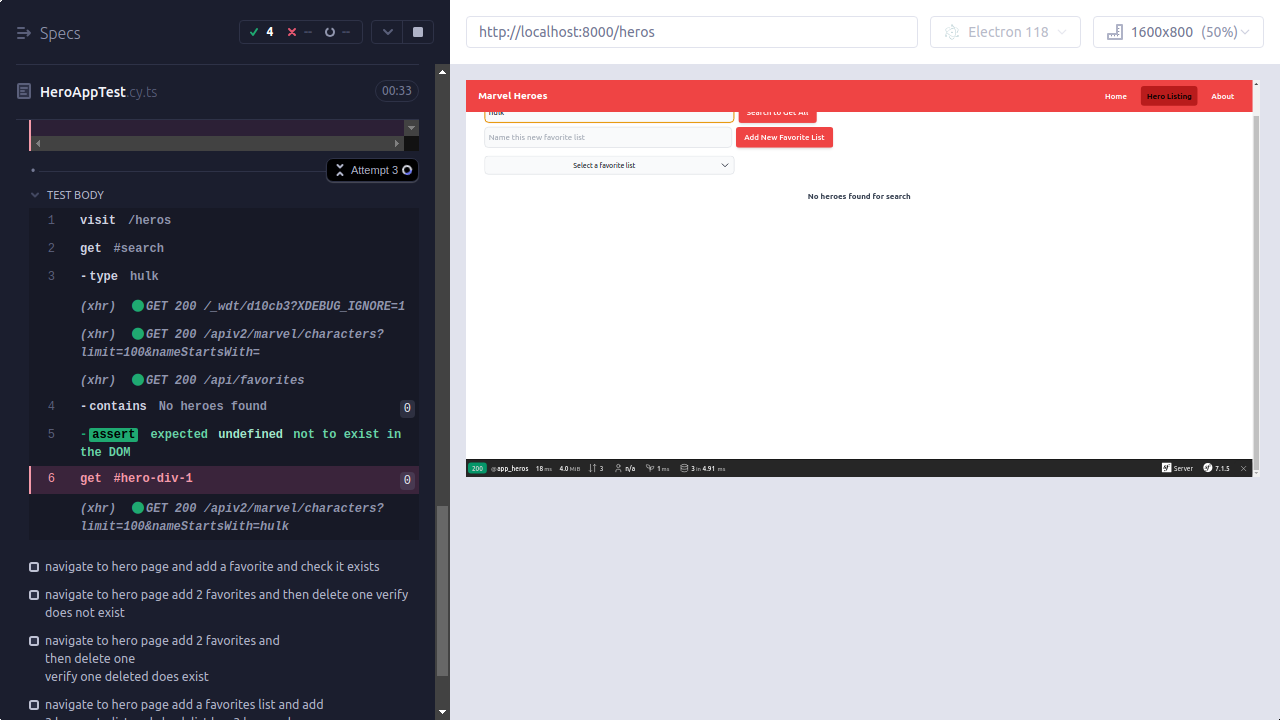 Specs
4
--
--
HeroAppTest.cy.ts
00:33
Attempt 3
TEST BODY
1 visit /heros
2 get #search
3 -type hulk
(xhr) GET 200 /_wdt/d10cb3?XDEBUG_IGNORE=1
(xhr) GET 200 /apiv2/marvel/characters?
limit=100&nameStartsWith=
(xhr) GET 200 /api/favorites
4 -contains No heroes found 0
5 -assert expected undefined not to exist in
the DOM
6 get #hero-div-1 0
(xhr) GET 200 /apiv2/marvel/characters?
limit=100&nameStartsWith=hulk
navigate to hero page and add a favorite and check it exists
navigate to hero page add 2 favorites and then delete one verify
does not exist
navigate to hero page add 2 favorites and
then delete one
verify one deleted does exist
navigate to hero page add a favorites list and add
http://localhost:8000/heros
Electron 118
1600x800 (50%)
Marvel Heroes
Home
Hero Listing
About
hulk
Search to Get All
Name this new favorite list
Add New Favorite List
Select a favorite list
No heroes found for search
200 @ app_heros 18 ms 4.0 MiB 3 n/a 1 ms 3 in 4.91 ms Server 7.1.5